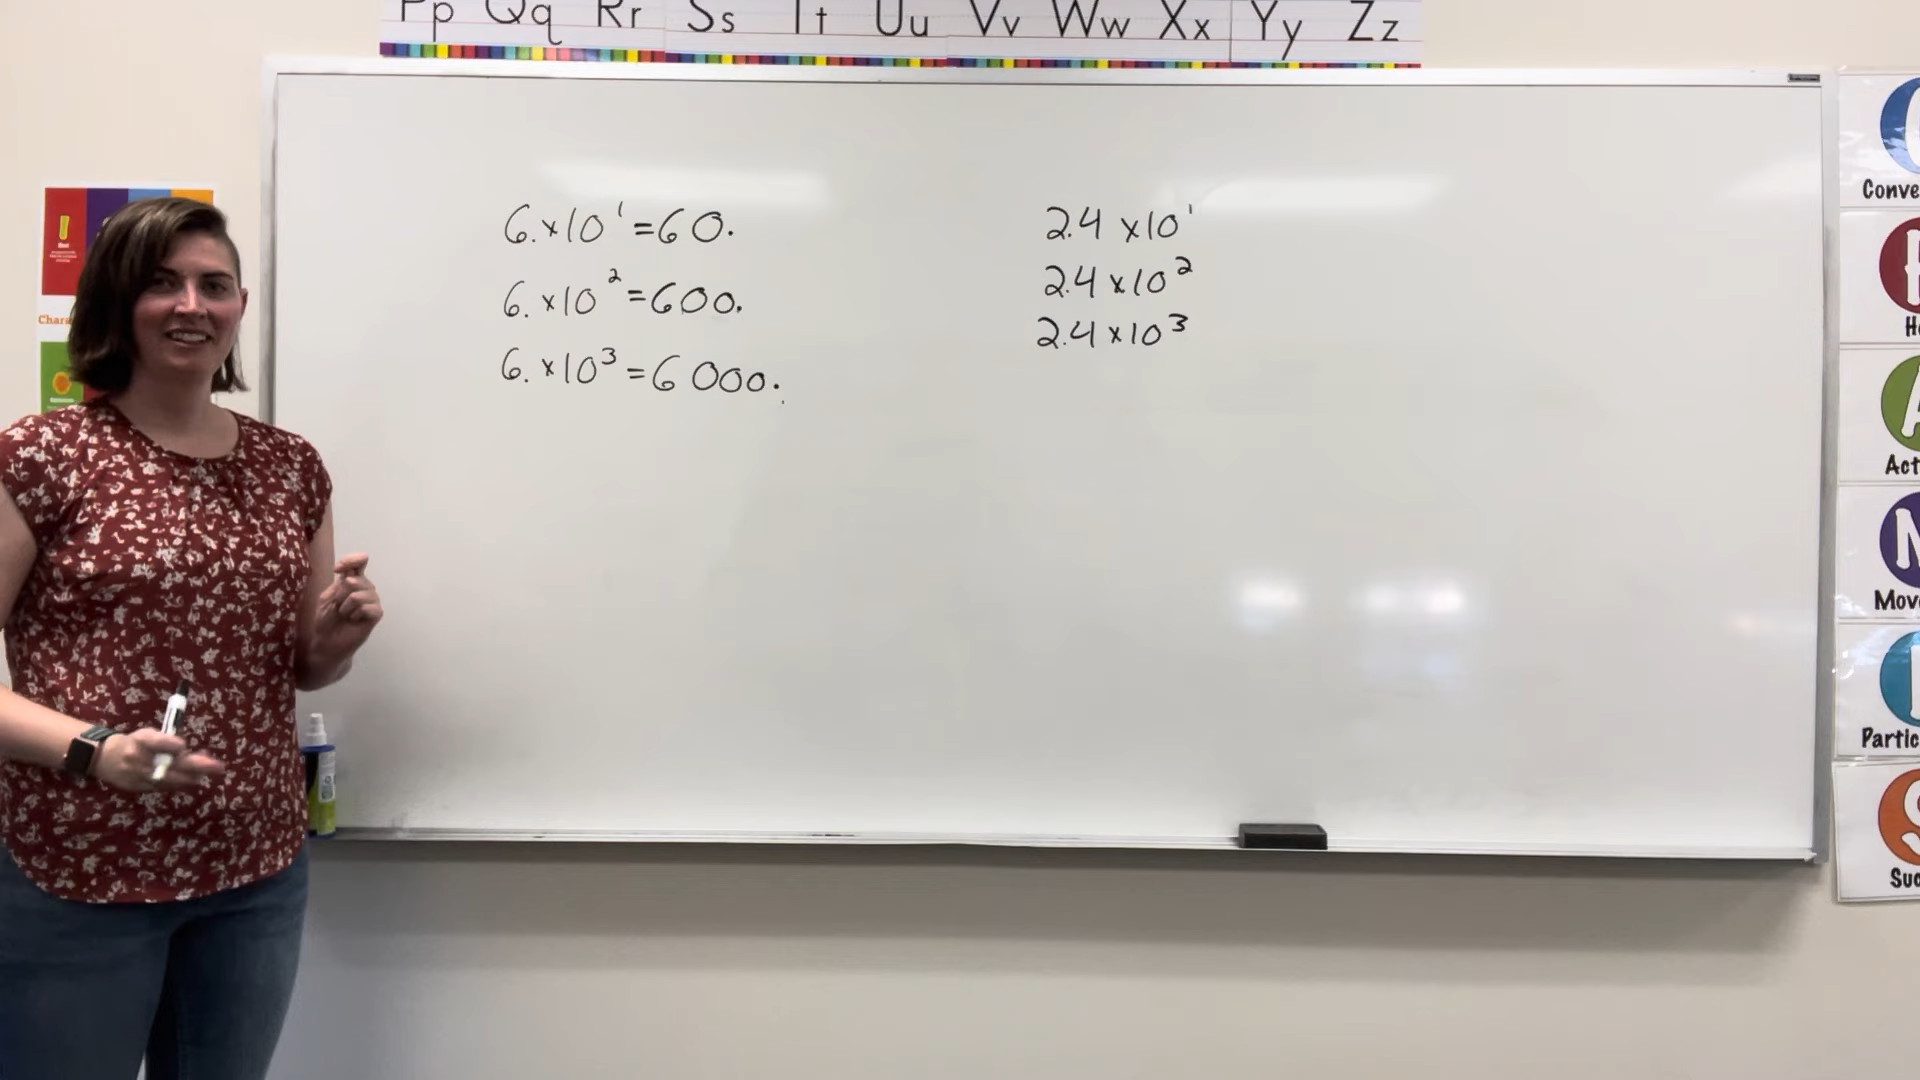 Pp Qq Rr Ss Tt Uu Vv Ww Xx Yy Zz
6. × 10¹ = 60.
6. × 10² = 600.
6. × 10³ = 6000.
2.4 × 10¹
2.4 × 10²
2.4 × 10³
Chara
C
Conve
H
He
A
Act
M
Move
P
Partic
S
Suc